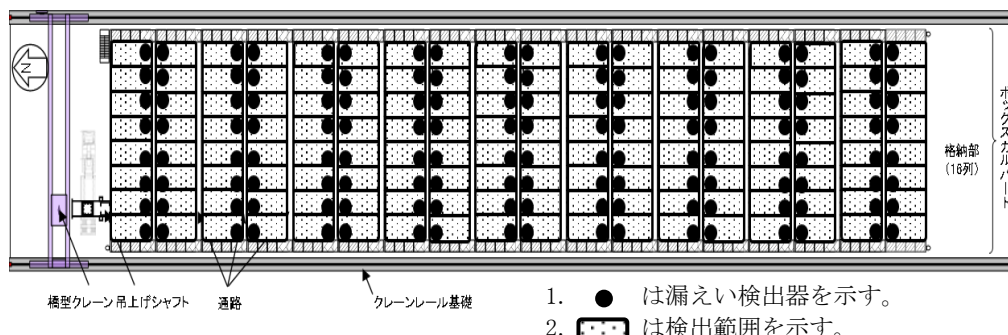 N
ボックスカルバート
格納部
(16列)
橋型クレーン 吊上げシャフト 通路 クレーンレール基礎
1. ● は漏えい検出器を示す。
2. は検出範囲を示す。